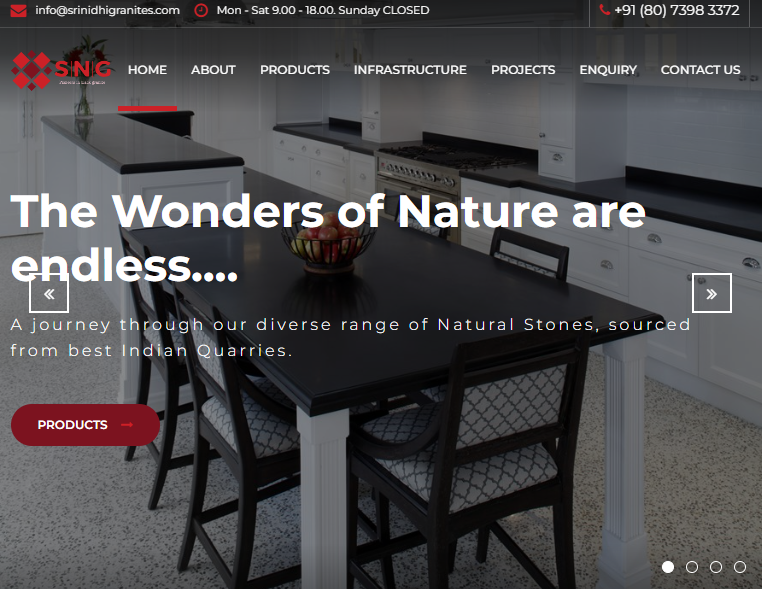 info@srinidhigranites.com
Mon - Sat 9.00 - 18.00. Sunday CLOSED
+91 (80) 7398 3372
SNG
HOME
ABOUT
PRODUCTS
INFRASTRUCTURE
PROJECTS
ENQUIRY
CONTACT US
The Wonders of Nature are
endless....
A journey through our diverse range of Natural Stones, sourced
from best Indian Quarries.
PRODUCTS